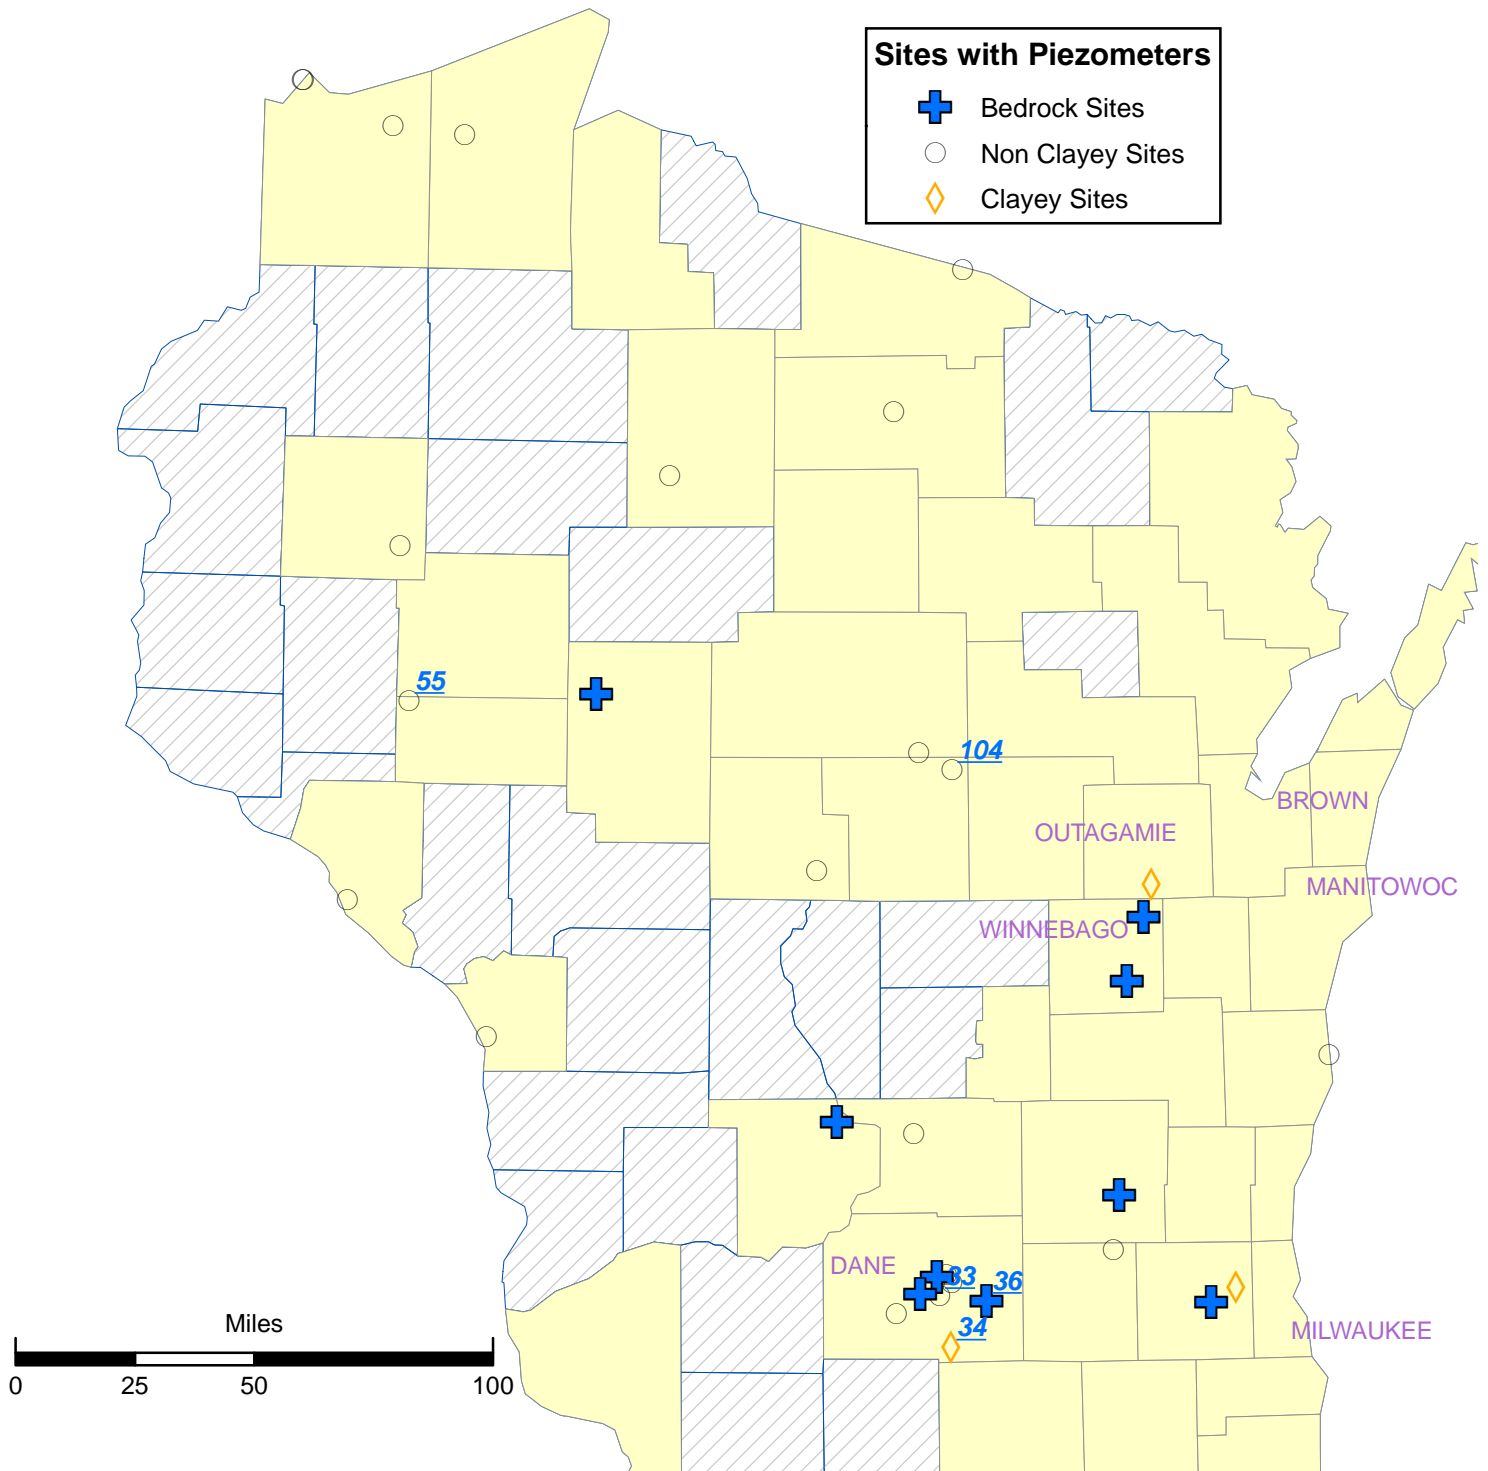 Sites with Piezometers
Bedrock Sites
Non Clayey Sites
Clayey Sites
55
104
BROWN
OUTAGAMIE
MANITOWOC
WINNEBAGO
DANE
33
36
34
MILWAUKEE
Miles
0 25 50 100